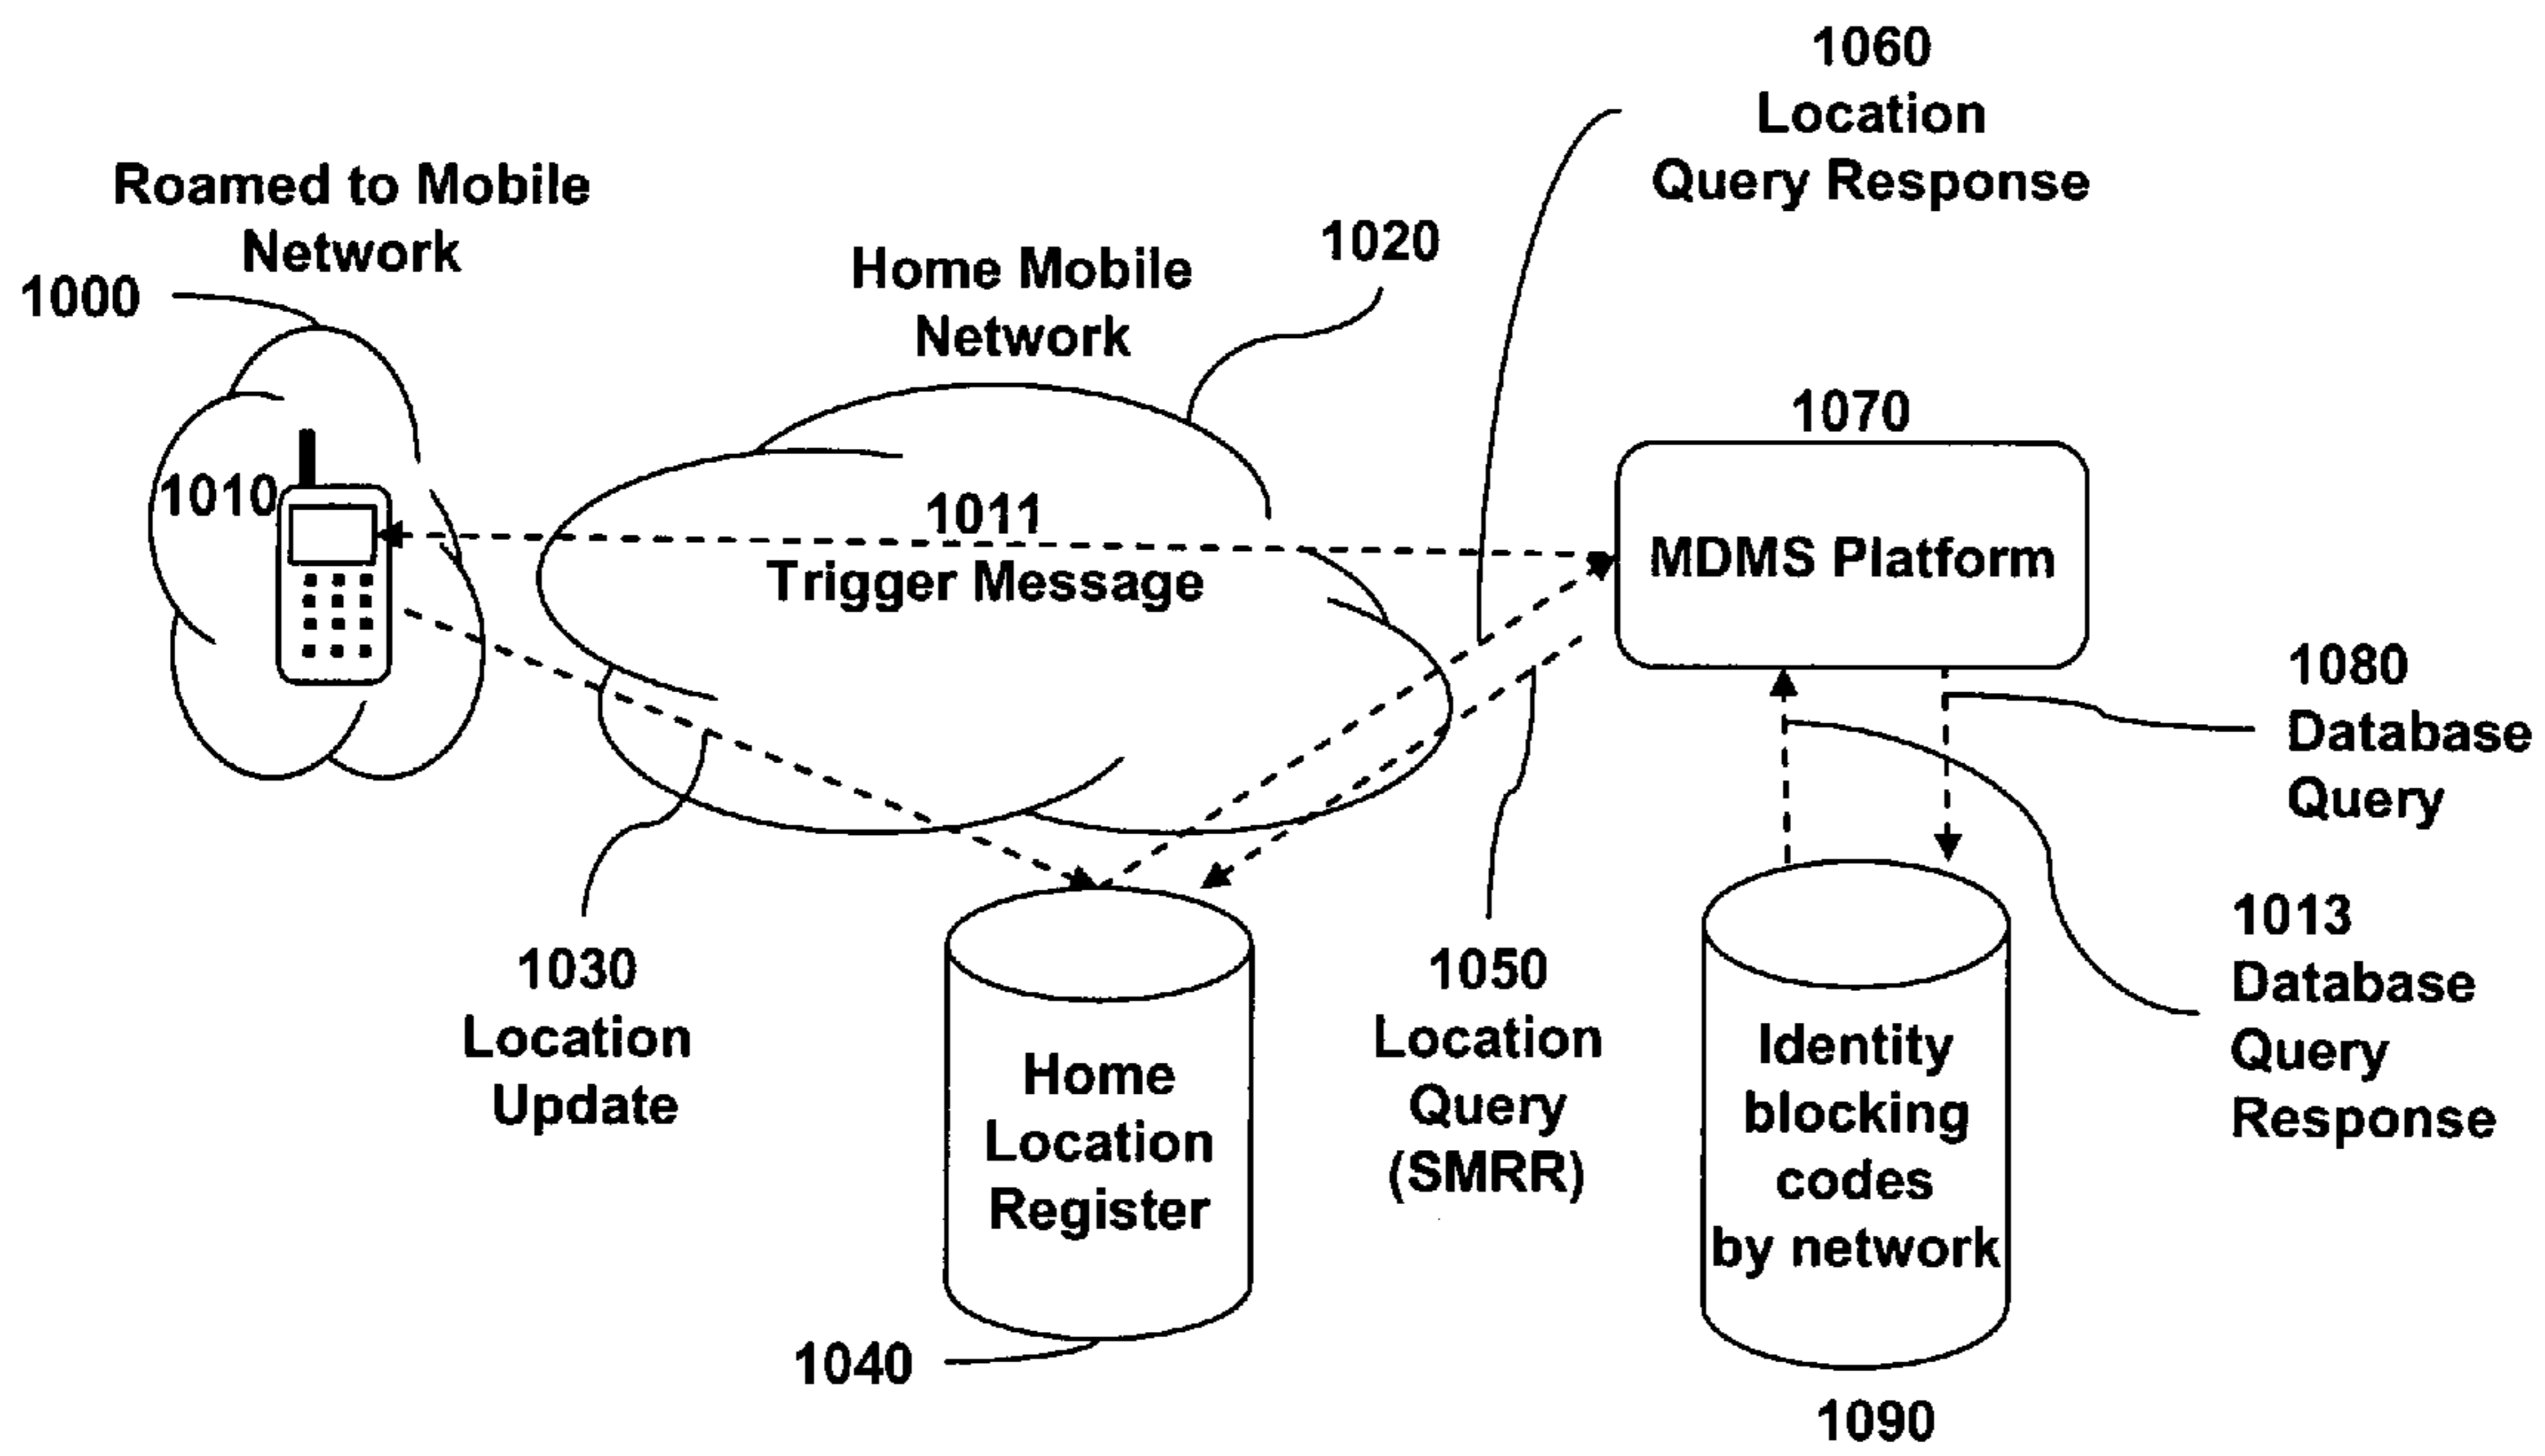 1060
Location
Query Response
Roamed to Mobile
Network
1000
Home Mobile
Network
1020
1070
MDMS Platform
1010
1011
Trigger Message
1080
Database
Query
1013
Database
Query
Response
1030
Location
Update
1050
Location
Query
(SMRR)
Home
Location
Register
1040
Identity
blocking
codes
by network
1090